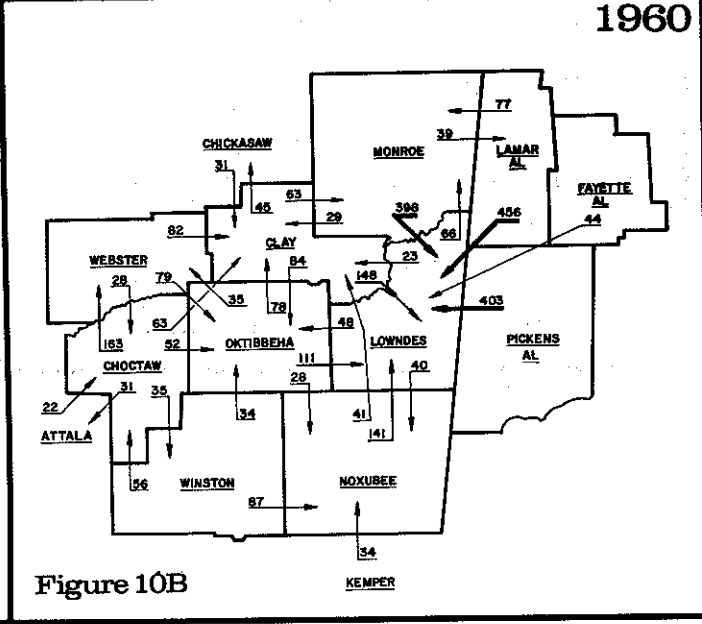 1960
77
CHICKASAW
39
MONROE
LAMAR
AL
31
FAYETTE
AL
63
398
456
45
44
29
66
82
CLAY
84
23
WEBSTER
28
79
148
35
78
403
63
48
163
52
OKTIBBEHA
LOWNDES
PICKENS
AL
CHOCTAW
111
40
31
35
28
22
34
41
ATTALA
141
56
WINSTON
NOXUBEE
87
34
Figure 10B
KEMPER